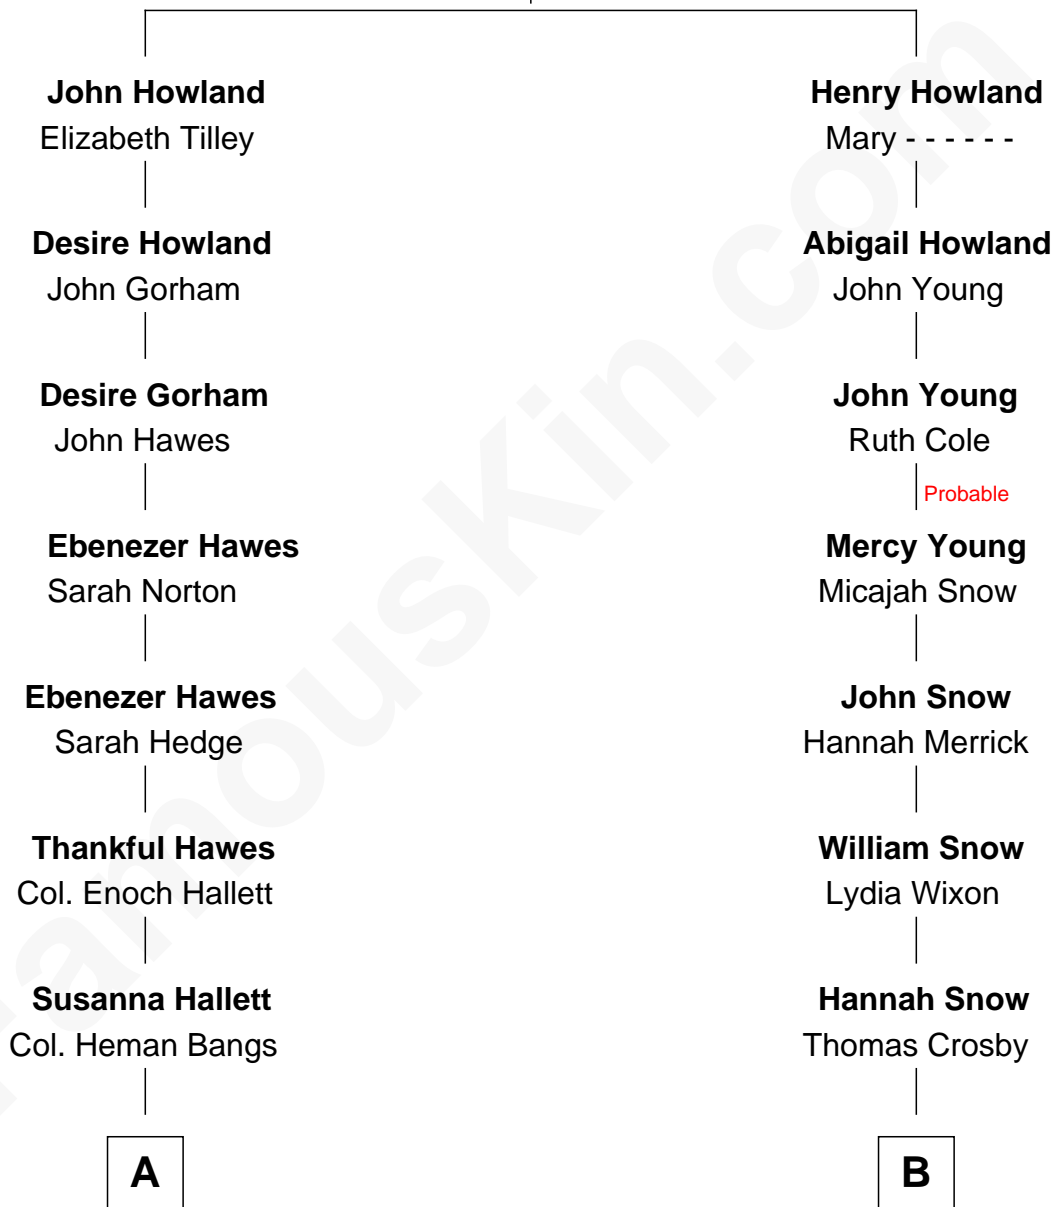 John Howland
Elizabeth Tilley
Desire Howland
John Gorham
Desire Gorham
John Hawes
Ebenezer Hawes
Sarah Norton
Ebenezer Hawes
Sarah Hedge
Thankful Hawes
Col. Enoch Hallett
Susanna Hallett
Col. Heman Bangs
A
Henry Howland
Mary - - - - - -
Abigail Howland
John Young
John Young
Ruth Cole
Probable
Mercy Young
Micajah Snow
John Snow
Hannah Merrick
William Snow
Lydia Wixon
Hannah Snow
Thomas Crosby
B
FamousKin.com